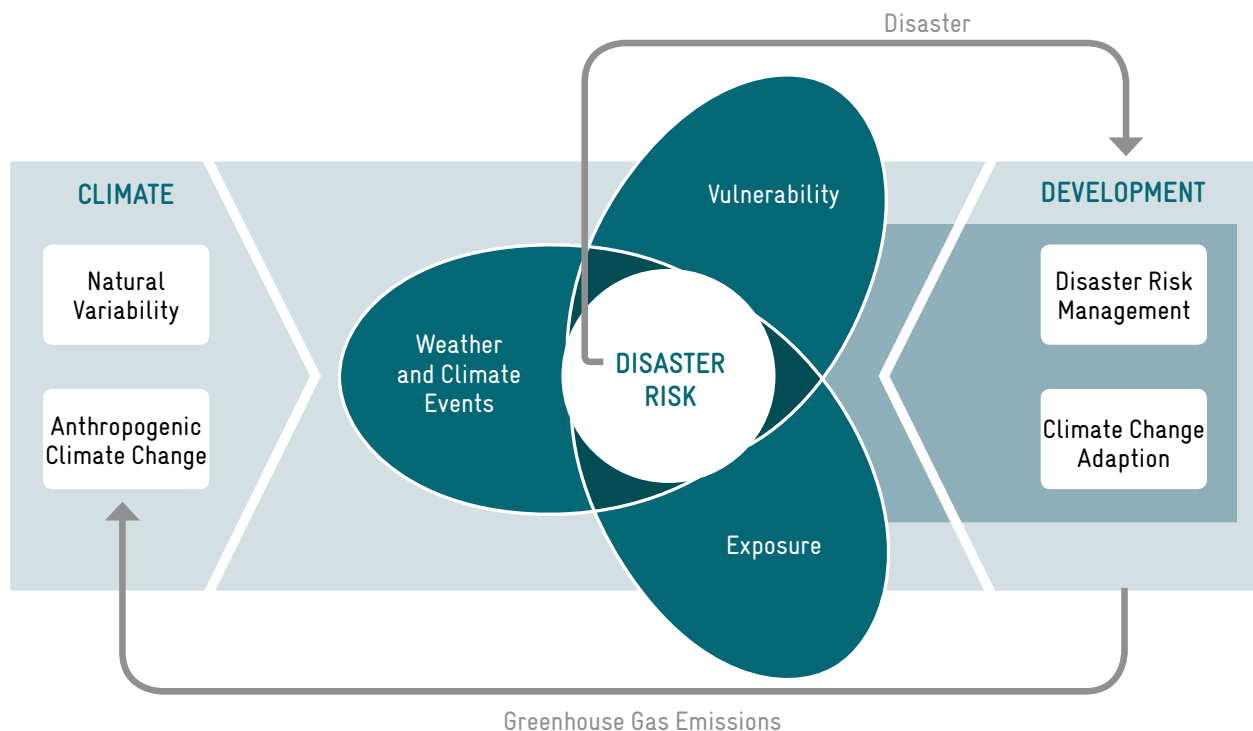 Disaster
CLIMATE
Natural
Variability
Anthropogenic
Climate Change
Weather
and Climate
Events
Vulnerability
DISASTER
RISK
Exposure
DEVELOPMENT
Disaster Risk
Management
Climate Change
Adaption
Greenhouse Gas Emissions